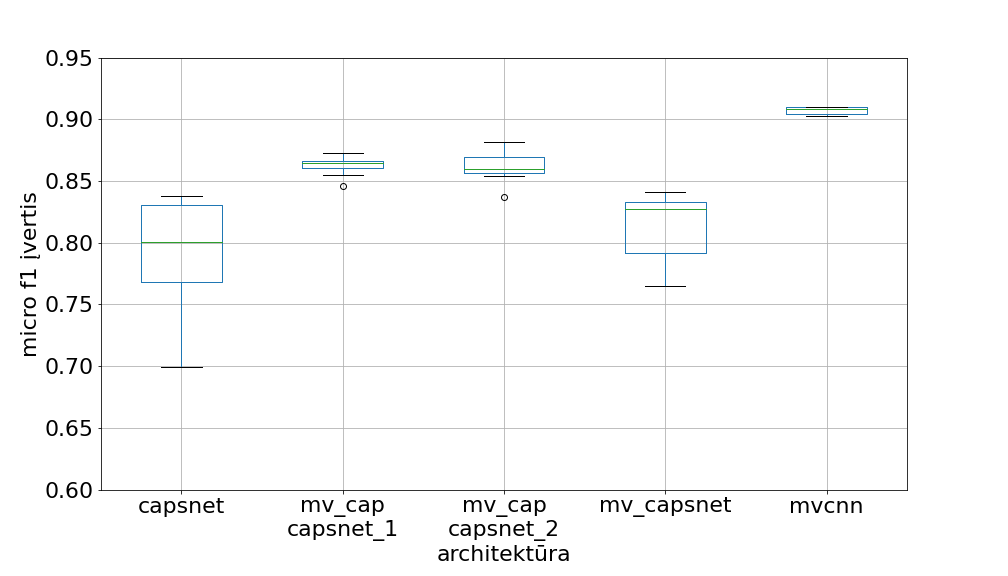 0.95
0.90
0.85
0.80
0.75
0.70
0.65
0.60
micro f1 įvertis
capsnet
mv_cap
capsnet_1
mv_cap
capsnet_2
mv_capsnet
mvcnn
architektūra